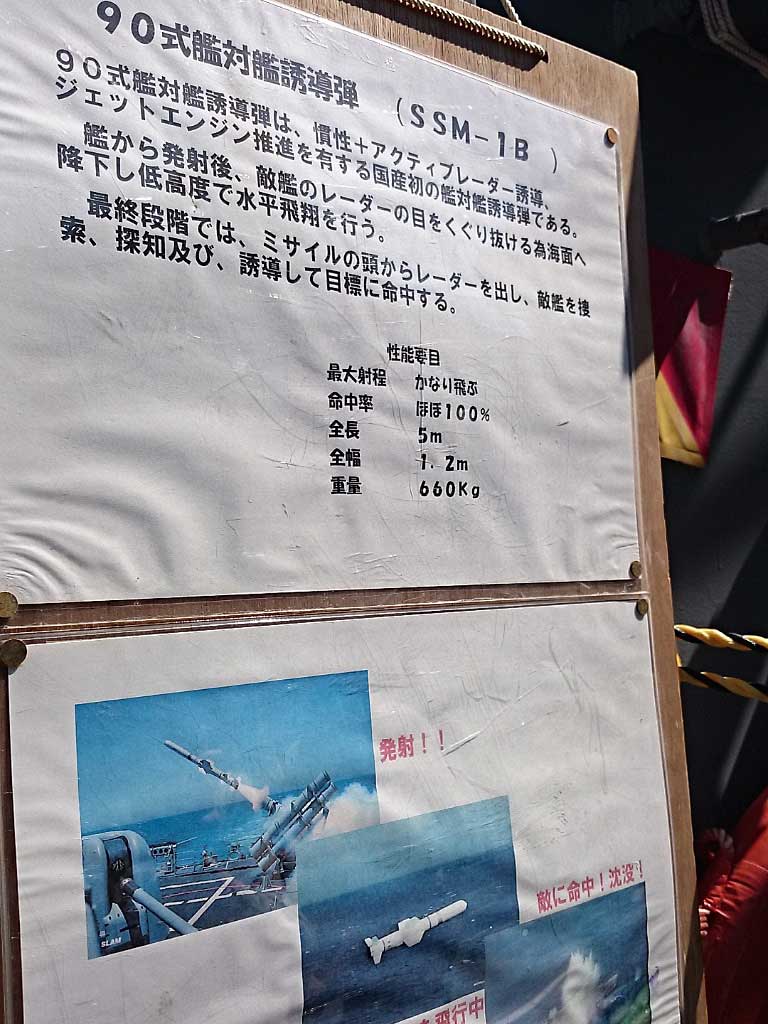 90式艦対艦誘導弾 (SSM-1B)
90式艦対艦誘導弾は、慣性+アクティブレーダー誘導、
ジェットエンジン推進を有する国産初の艦対艦誘導弾である。
艦から発射後、敵艦のレーダーの目をくぐり抜ける為海面へ
降下し低高度で水平飛翔を行う。
最終段階では、ミサイルの頭からレーダーを出し、敵艦を捜
索、探知及び、誘導して目標に命中する。
性能要目
最大射程 かなり飛ぶ
命中率 ほぼ100%
全長 5m
全幅 1.2m
重量 660Kg
発射!!
敵に命中!沈没!
SLAM
を飛行中